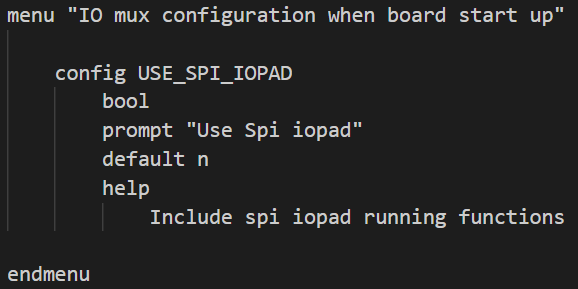 menu "IO mux configuration when board start up"
config USE_SPI_IOPAD
bool
prompt "Use Spi iopad"
default n
help
Include spi iopad running functions
endmenu